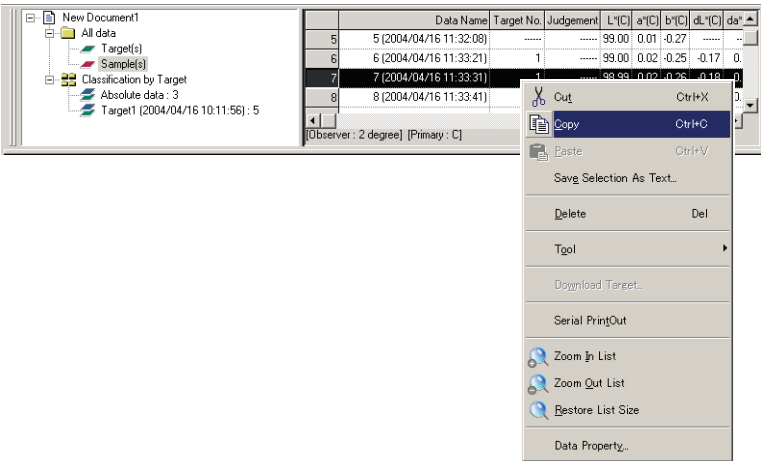 New Document1
All data
Target(s)
Sample(s)
Classification by Target
Absolute data : 3
Target1 (2004/04/16 10:11:56) : 5
Data Name Target No. Judgement L*(C) a*(C) b*(C) dL*(C) da*
5 5 (2004/04/16 11:32:08) ------ ------ 99.00 0.01 -0.27 ------ --
6 6 (2004/04/16 11:33:21) 1 ------ 99.00 0.02 -0.25 -0.17 0.
7 7 (2004/04/16 11:33:31) 1 ------ 98.99 0.02 -0.26 -0.18 0.
8 8 (2004/04/16 11:33:41) 0.
[Observer : 2 degree] [Primary : C]
Cut Ctrl+X
Copy Ctrl+C
Paste Ctrl+V
Save Selection As Text...
Delete Del
Tool
Download Target...
Serial PrintOut
Zoom In List
Zoom Out List
Restore List Size
Data Property...